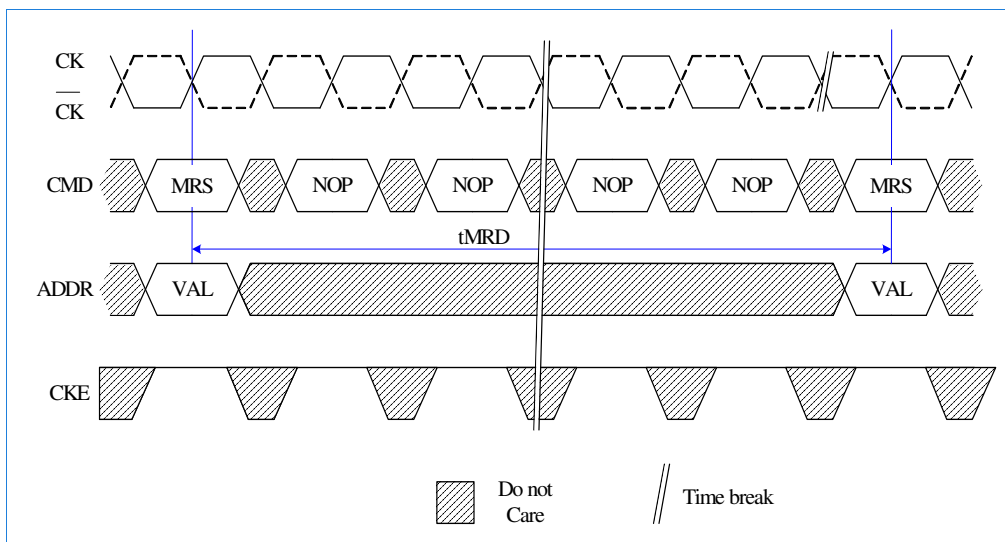 CK
CK
CMD MRS NOP NOP NOP NOP MRS
tMRD
ADDR VAL VAL
CKE
Do not
Care
Time break